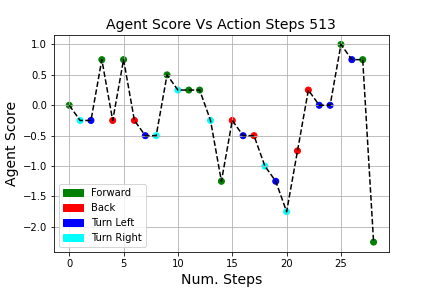 Agent Score Vs Action Steps 513
Agent Score
1.0
0.5
0.0
−0.5
−1.0
−1.5
−2.0
Forward
Back
Turn Left
Turn Right
0 5 10 15 20 25
Num. Steps